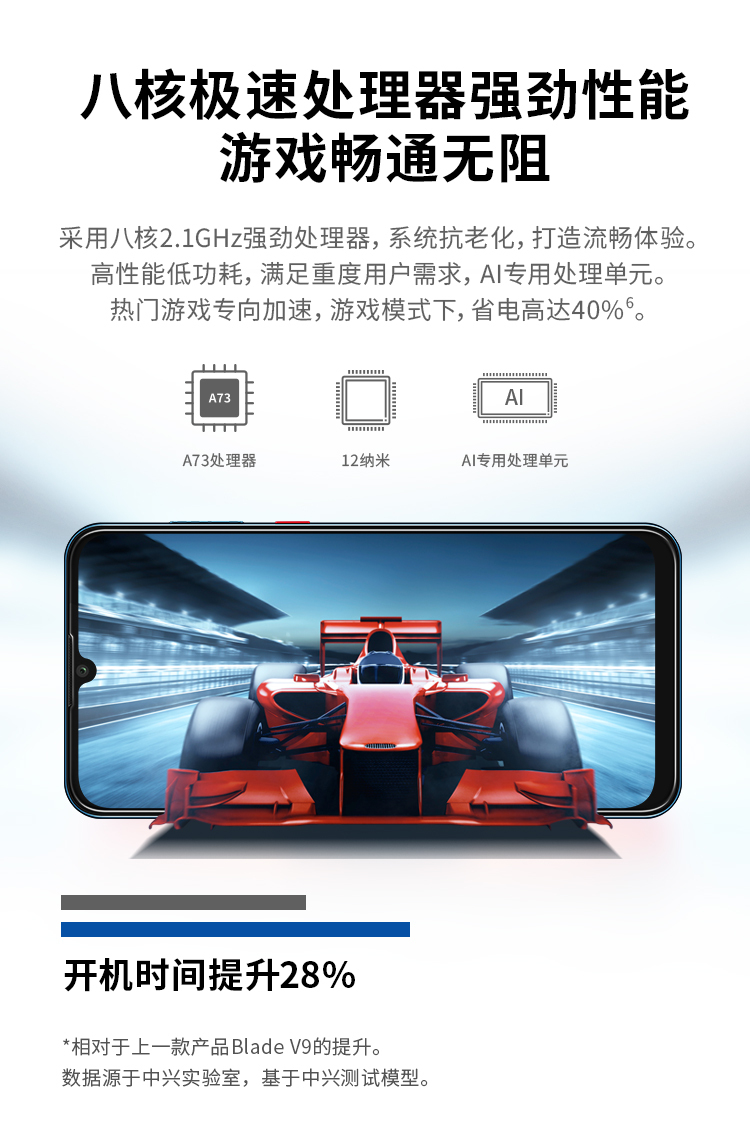 八核极速处理器强劲性能
游戏畅通无阻
采用八核2.1GHz强劲处理器，系统抗老化，打造流畅体验。
高性能低功耗，满足重度用户需求，AI专用处理单元。
热门游戏专向加速，游戏模式下，省电高达40%⁶。
A73
AI
A73处理器
12纳米
AI专用处理单元
开机时间提升28%
*相对于上一款产品Blade V9的提升。
数据源于中兴实验室，基于中兴测试模型。